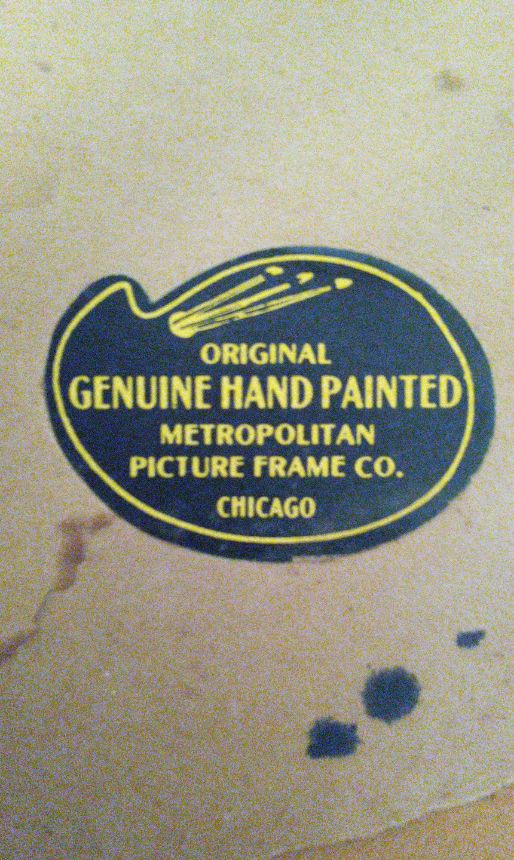 ORIGINAL
GENUINE HAND PAINTED
METROPOLITAN
PICTURE FRAME CO.
CHICAGO